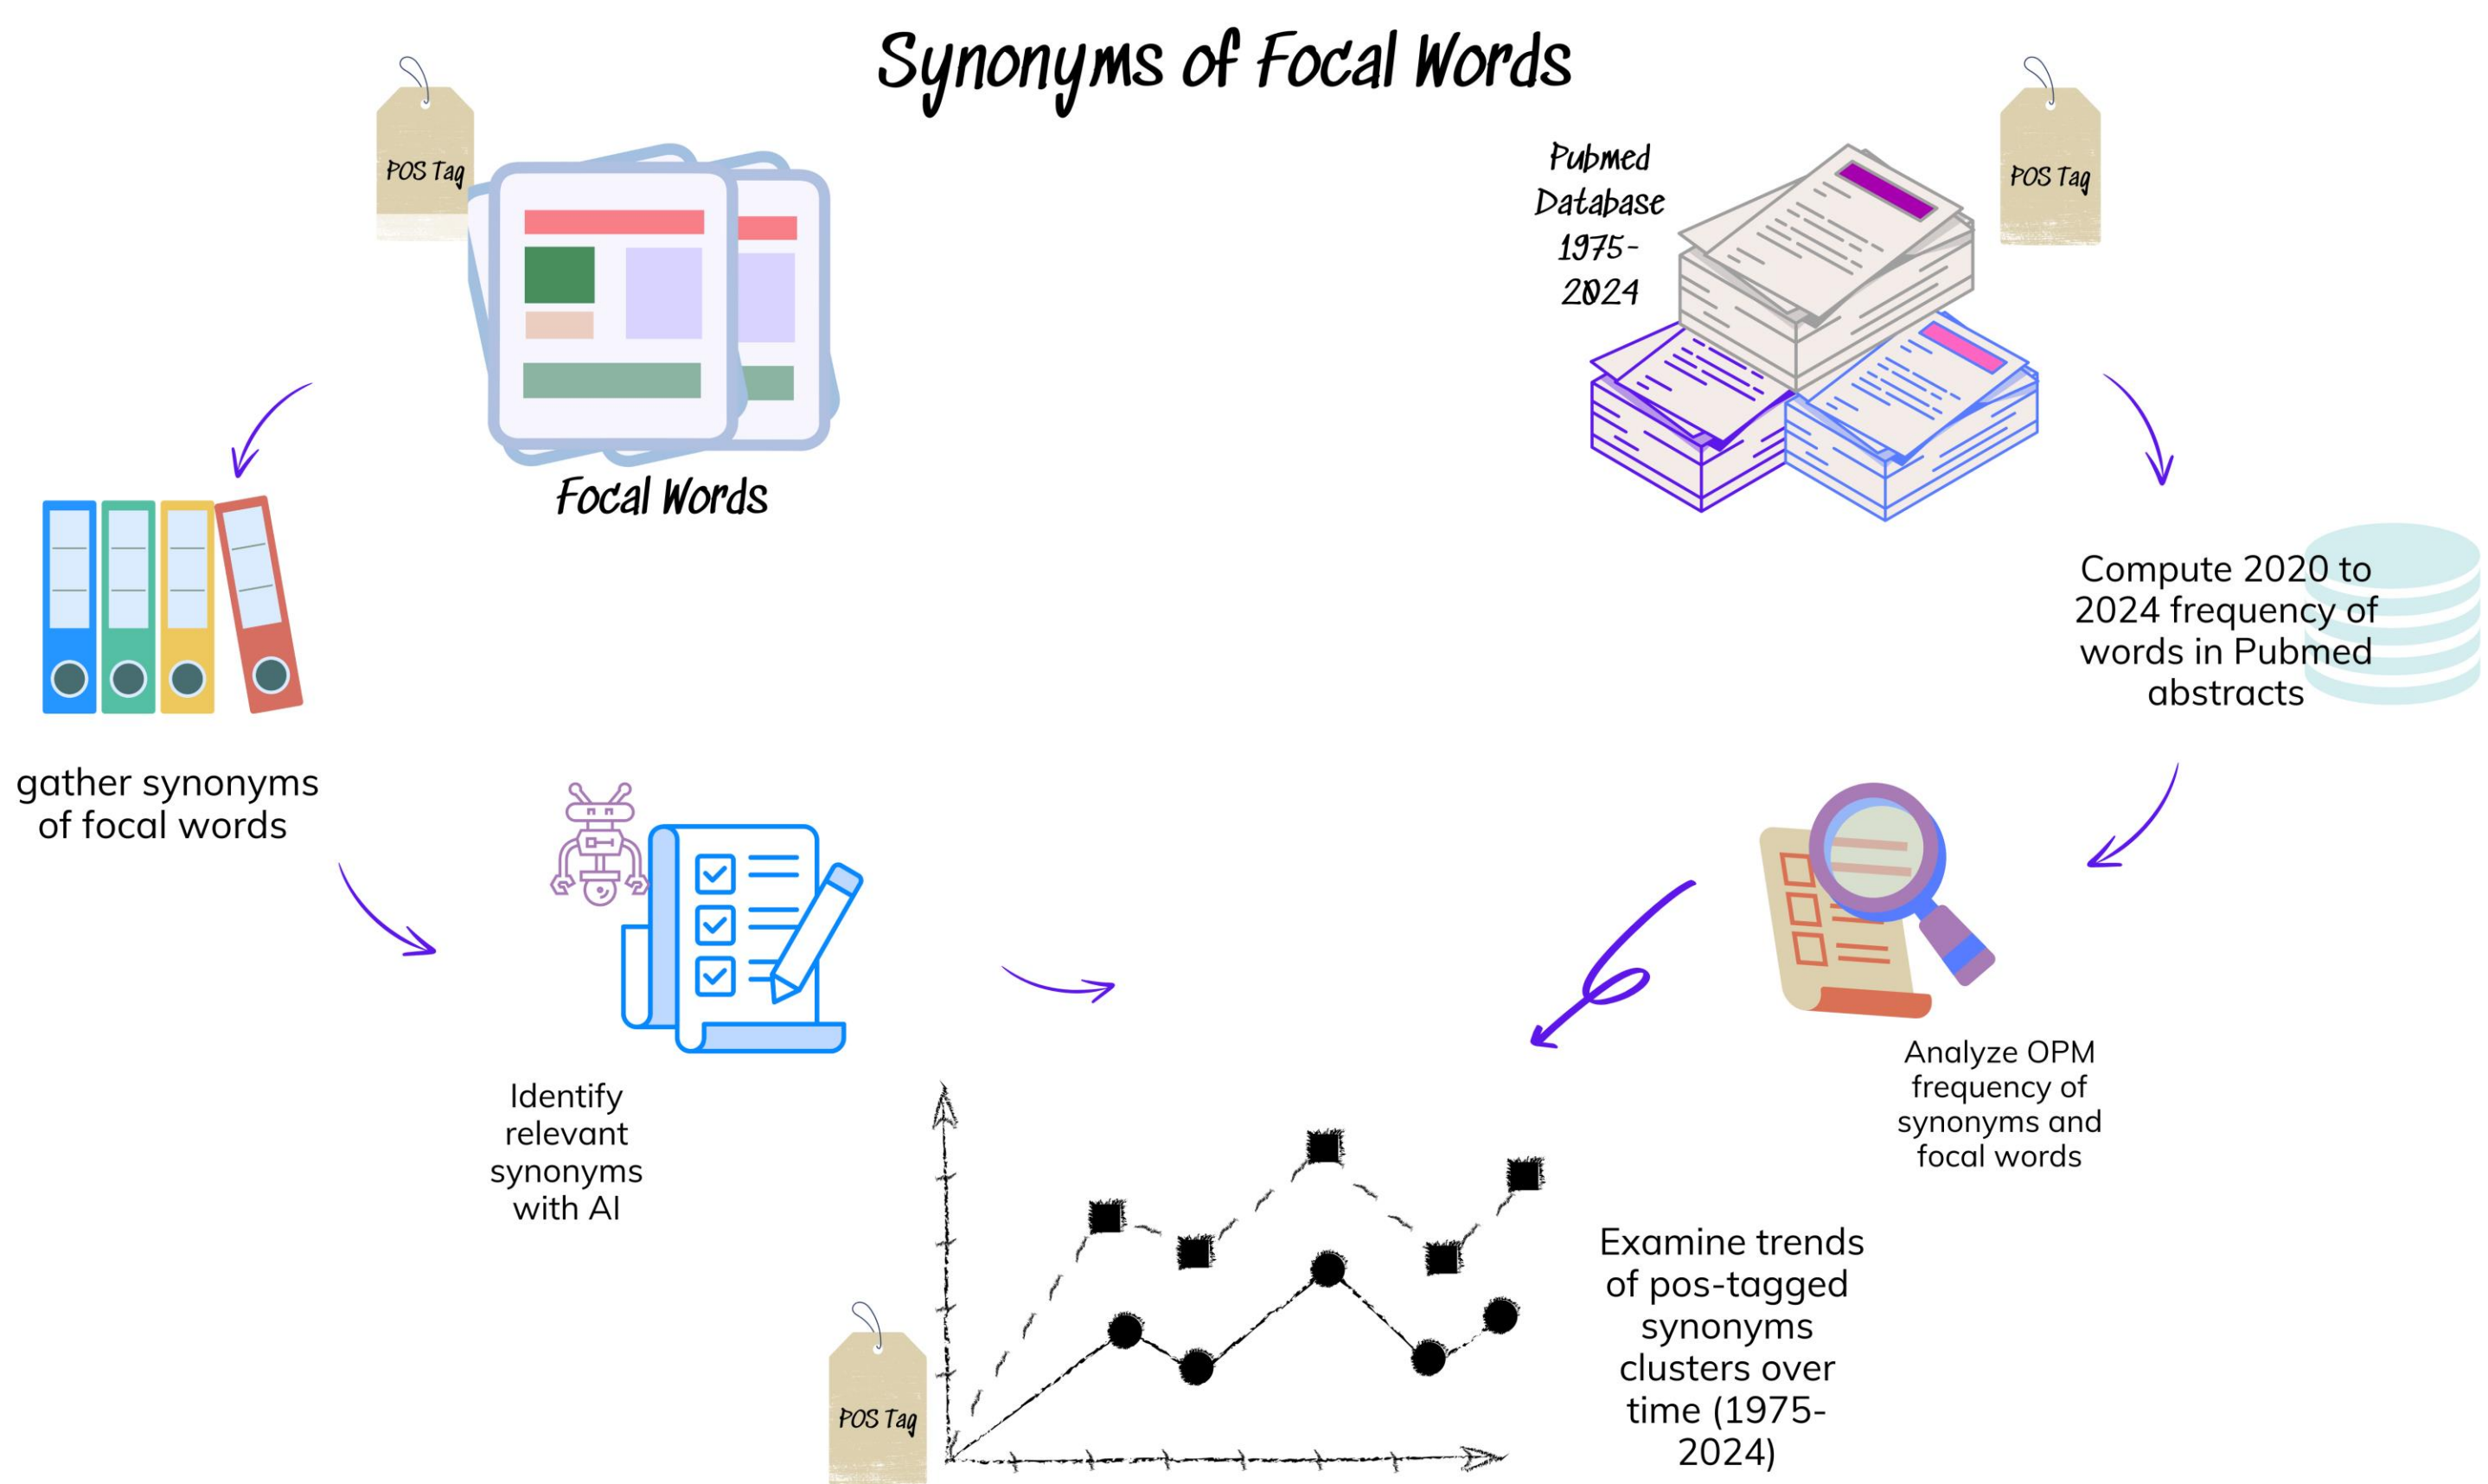 Synonyms of Focal Words
POS Tag
Focal Words
gather synonyms
of focal words
Identify
relevant
synonyms
with AI
Pubmed
Database
1975-
2024
POS Tag
Compute 2020 to
2024 frequency of
words in Pubmed
abstracts
Analyze OPM
frequency of
synonyms and
focal words
POS Tag
Examine trends
of pos-tagged
synonyms
clusters over
time (1975-
2024)